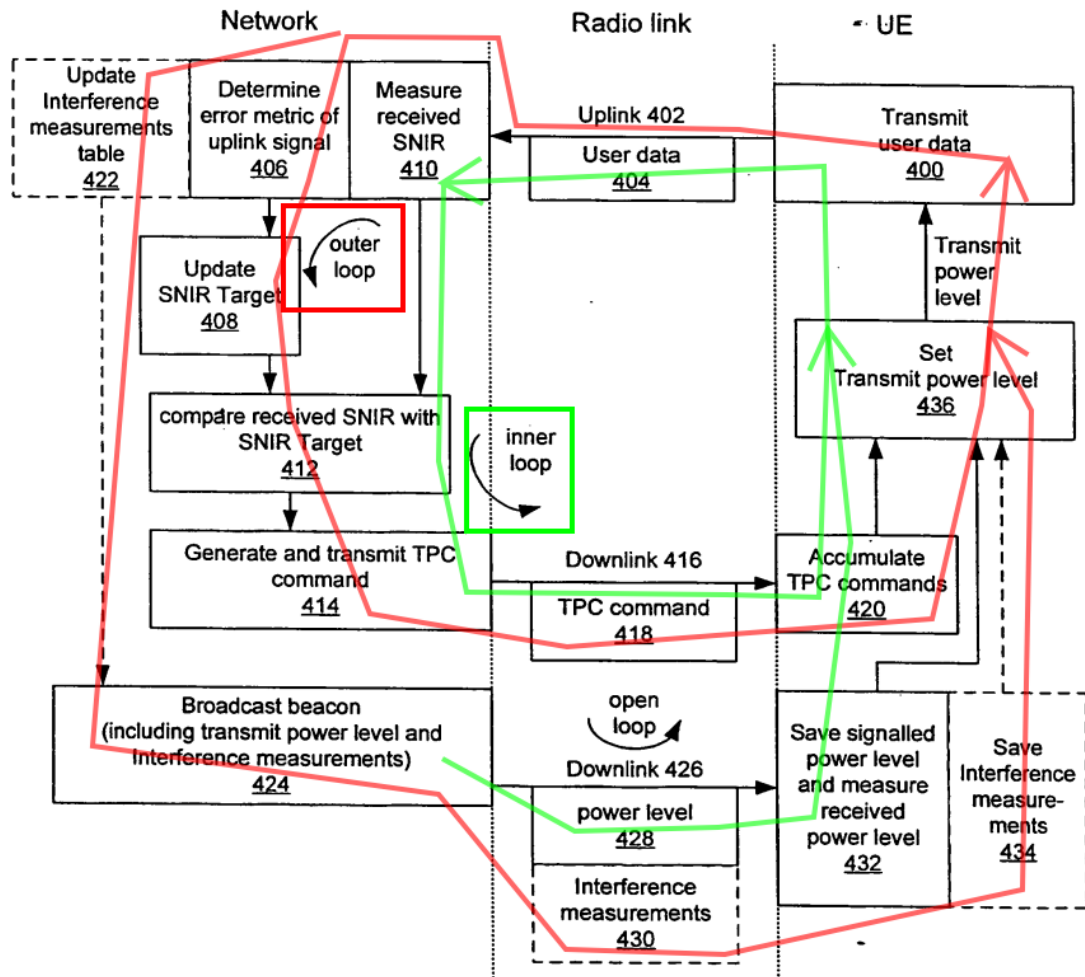 Network
Radio link
UE
Update
Interference
measurements
table
422
Determine
error metric of
uplink signal
406
Measure
received
SNIR
410
Uplink 402
User data
404
Transmit
user data
400
outer
loop
Update
SNIR Target
408
Transmit
power
level
Set
Transmit power level
436
compare received SNIR with
SNIR Target
412
inner
loop
Generate and transmit TPC
command
414
Downlink 416
TPC command
418
Accumulate
TPC commands
420
Broadcast beacon
(including transmit power level and
Interference measurements)
424
open
loop
Downlink 426
power level
428
Interference
measurements
430
Save signalled
power level
and measure
received
power level
432
Save
Interference
measure-
ments
434